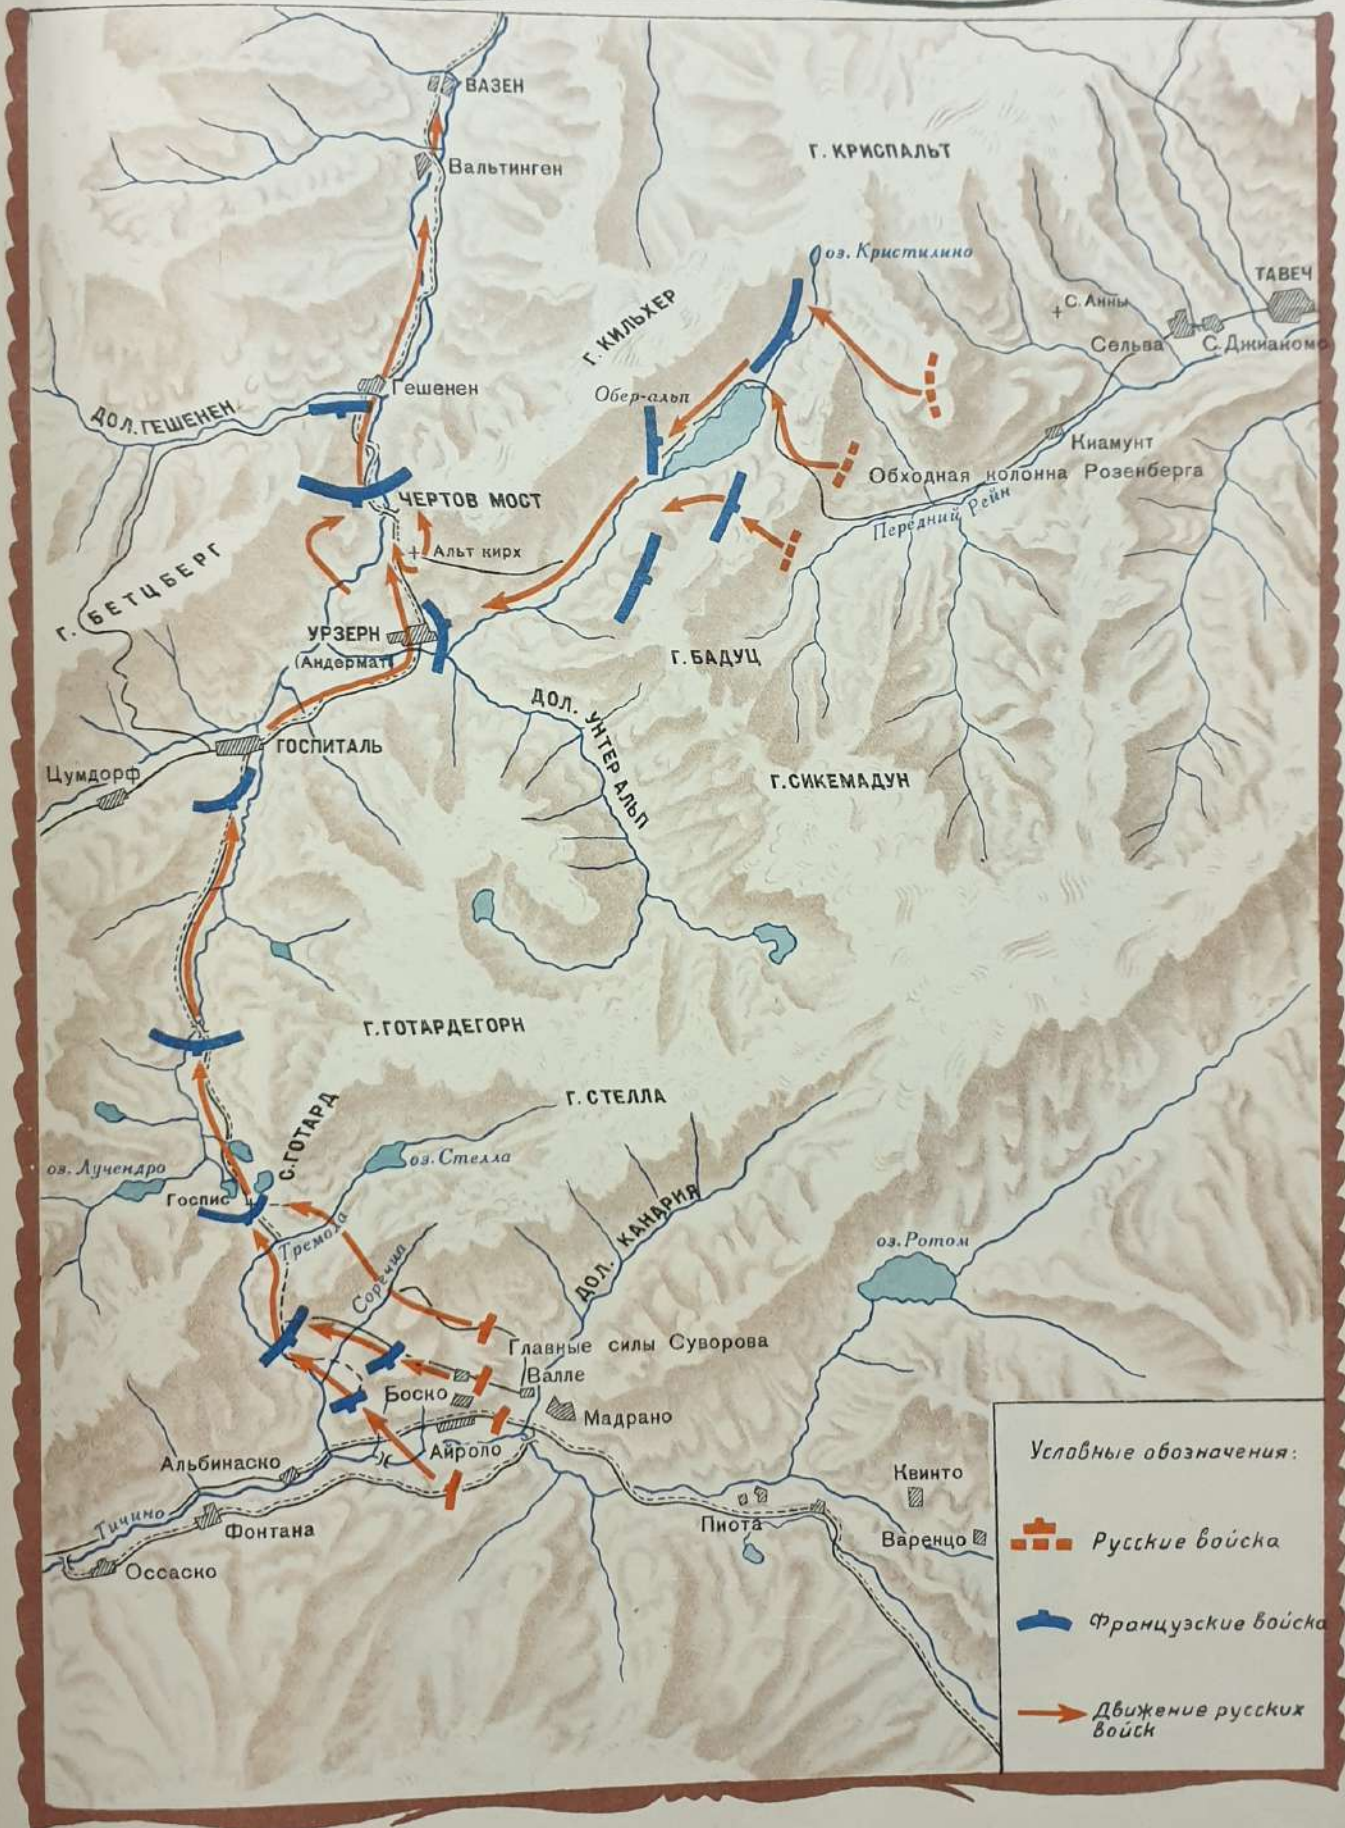 ВАЗЕН
Вальтинген
Г. КРИСПАЛЬТ
оз. Кристилино
ТАВЕЧ
С. Анны
Сельва
С. Джиакомо
Г. КИЛЬХЕР
Обер-альп
Гешенен
ДОЛ. ГЕШЕНЕН
Киамунт
Обходная колонна Розенберга
Передний Рейн
ЧЕРТОВ МОСТ
Альт кирх
Г. БЕТЦБЕРГ
УРЗЕРН
(Андермат)
Г. БАДУЦ
ДОЛ. УНТЕР АЛЬП
ГОСПИТАЛЬ
Цумдорф
Г. СИКЕМАДУН
Г. ГОТАРДЕГОРН
Г. СТЕЛЛА
С. ГОТАРД
оз. Стелла
оз. Лучендро
Госпис
Тремола
Соречиа
ДОЛ. КАНАРИЯ
оз. Ротом
Главные силы Суворова
Валле
Боско
Мадрано
Айроло
Альбинаско
Тичино
Фонтана
Оссаско
Пиота
Квинто
Варенцо
Условные обозначения:
Русские войска
Французские войска
Движение русских
войск